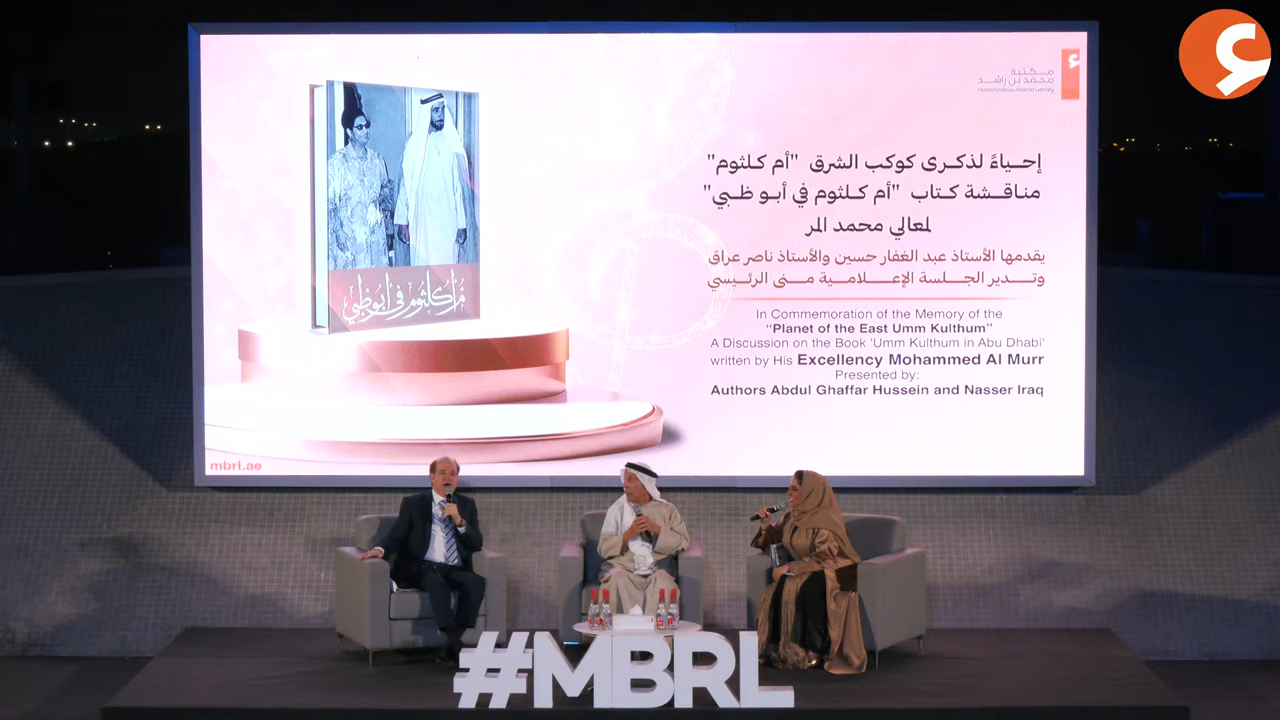 مكتبة
محمد بن راشد
Mohammed Bin Rashid Library
إحياءً لذكرى كوكب الشرق "أم كلثوم"
مناقشة كتاب "أم كلثوم في أبو ظبي"
لمعالي محمد المر
يقدمها الأستاذ عبد الغفار حسين والأستاذ ناصر عراق
وتدير الجلسة الإعلامية منى الرئيسي
In Commemoration of the Memory of the
“Planet of the East Umm Kulthum”
A Discussion on the Book 'Umm Kulthum in Abu Dhabi'
written by His Excellency Mohammed Al Murr
Presented by:
Authors Abdul Ghaffar Hussein and Nasser Iraq
أم كلثوم في أبوظبي
mbrl.ae
#MBRL